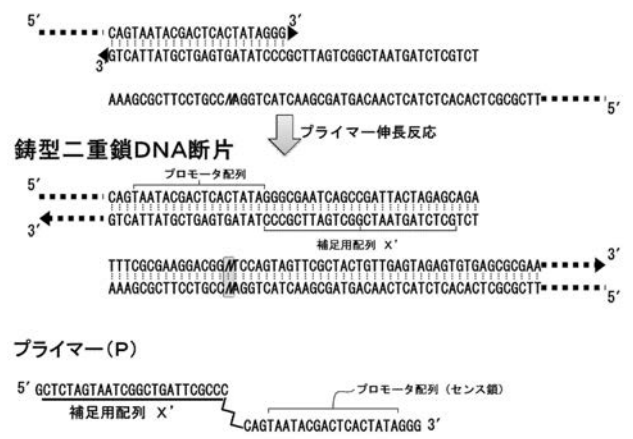 5′ 3′
CAGTAATACGACTCACTATAGGG
3′ GTCATTATGCTGAGTGATATCCCGCTTAGTCGGCTAATGATCTCGTCT
AAAGCGCTTCCTGCCNAGGTCATCAAGCGATGACAACTCATCTCACACTCGCGCTT 5′
プライマー伸長反応
鋳型二重鎖DNA断片
プロモータ配列
5′
CAGTAATACGACTCACTATAGGGCGAATCAGCCGATTACTAGAGCAGA
3′ GTCATTATGCTGAGTGATATCCCGCTTAGTCGGCTAATGATCTCGTCT
補足用配列 X′
TTTCGCGAAGGACGGNTCCAGTAGTTCGCTACTGTTGAGTAGAGTGTGAGCGCGAA 3′
AAAGCGCTTCCTGCCNAGGTCATCAAGCGATGACAACTCATCTCACACTCGCGCTT 5′
プライマー(P)
5′ GCTCTAGTAATCGGCTGATTCGCCC
補足用配列 X′
プロモータ配列(センス鎖)
CAGTAATACGACTCACTATAGGG 3′